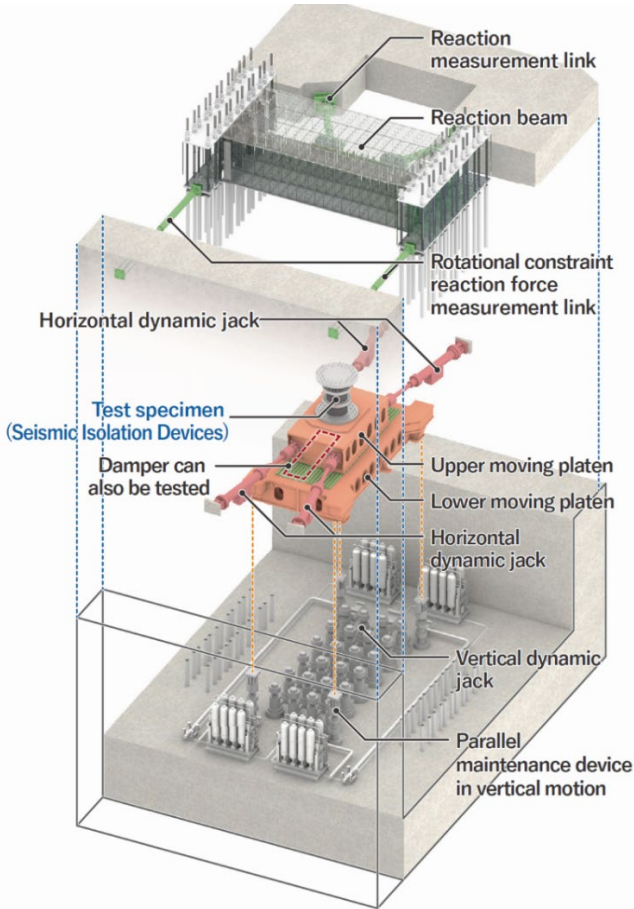 Reaction
measurement link
Reaction beam
Rotational constraint
reaction force
measurement link
Horizontal dynamic jack
Test specimen
(Seismic Isolation Devices)
Damper can
also be tested
Upper moving platen
Lower moving platen
Horizontal
dynamic jack
Vertical dynamic
jack
Parallel
maintenance device
in vertical motion